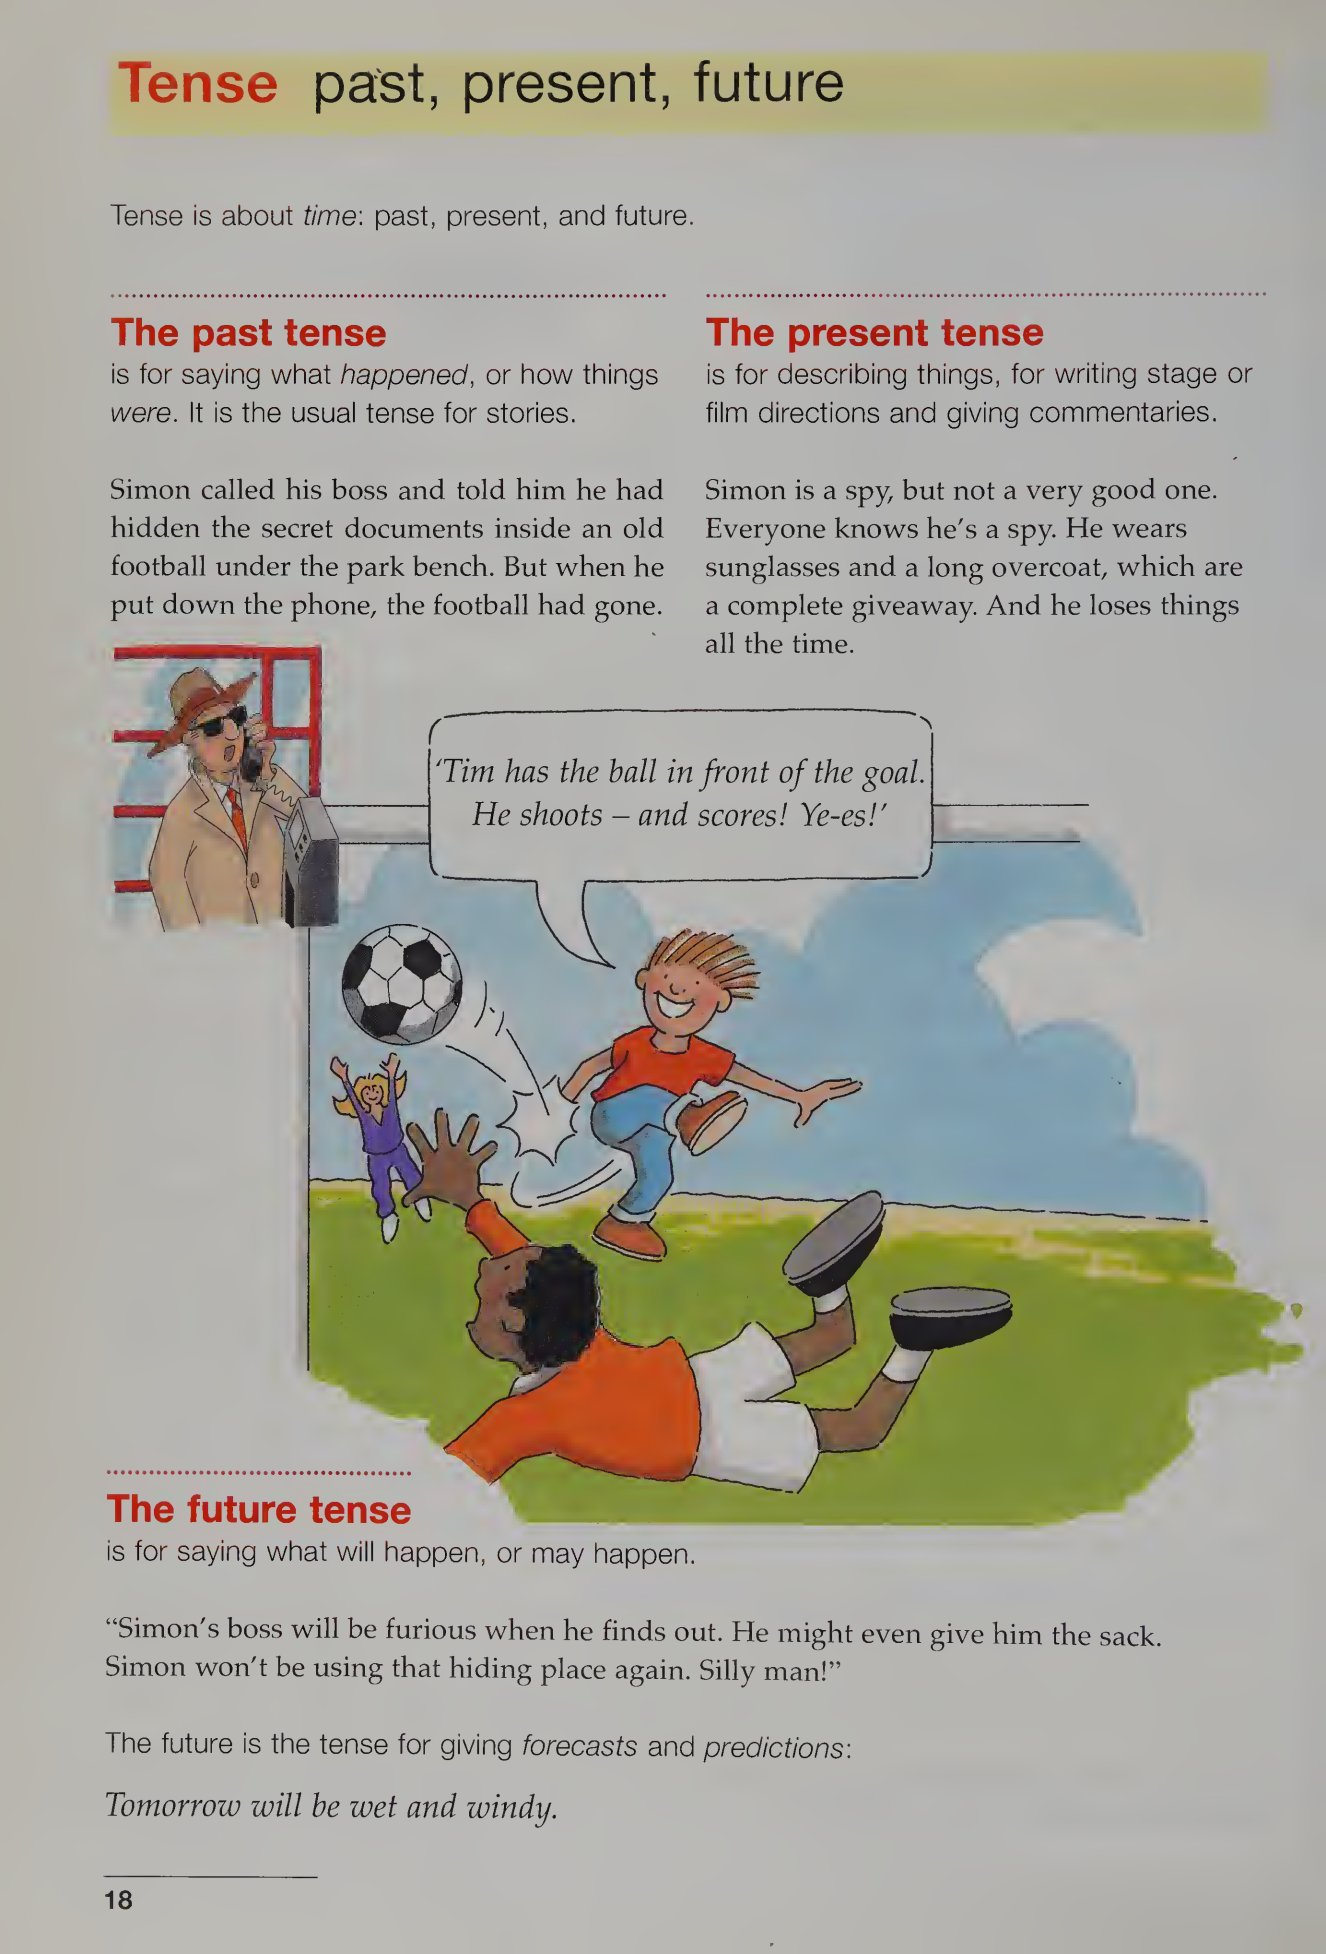 Tense past, present, future
Tense is about time: past, present, and future.
The past tense
is for saying what happened, or how things
were. It is the usual tense for stories.
Simon called his boss and told him he had
hidden the secret documents inside an old
football under the park bench. But when he
put down the phone, the football had gone.
The present tense
is for describing things, for writing stage or
film directions and giving commentaries.
Simon is a spy, but not a very good one.
Everyone knows he's a spy. He wears
sunglasses and a long overcoat, which are
a complete giveaway. And he loses things
all the time.
'Tim has the ball in front of the goal.
He shoots – and scores! Ye-es!'
The future tense
is for saying what will happen, or may happen.
“Simon's boss will be furious when he finds out. He might even give him the sack.
Simon won't be using that hiding place again. Silly man!”
The future is the tense for giving forecasts and predictions:
Tomorrow will be wet and windy.
18